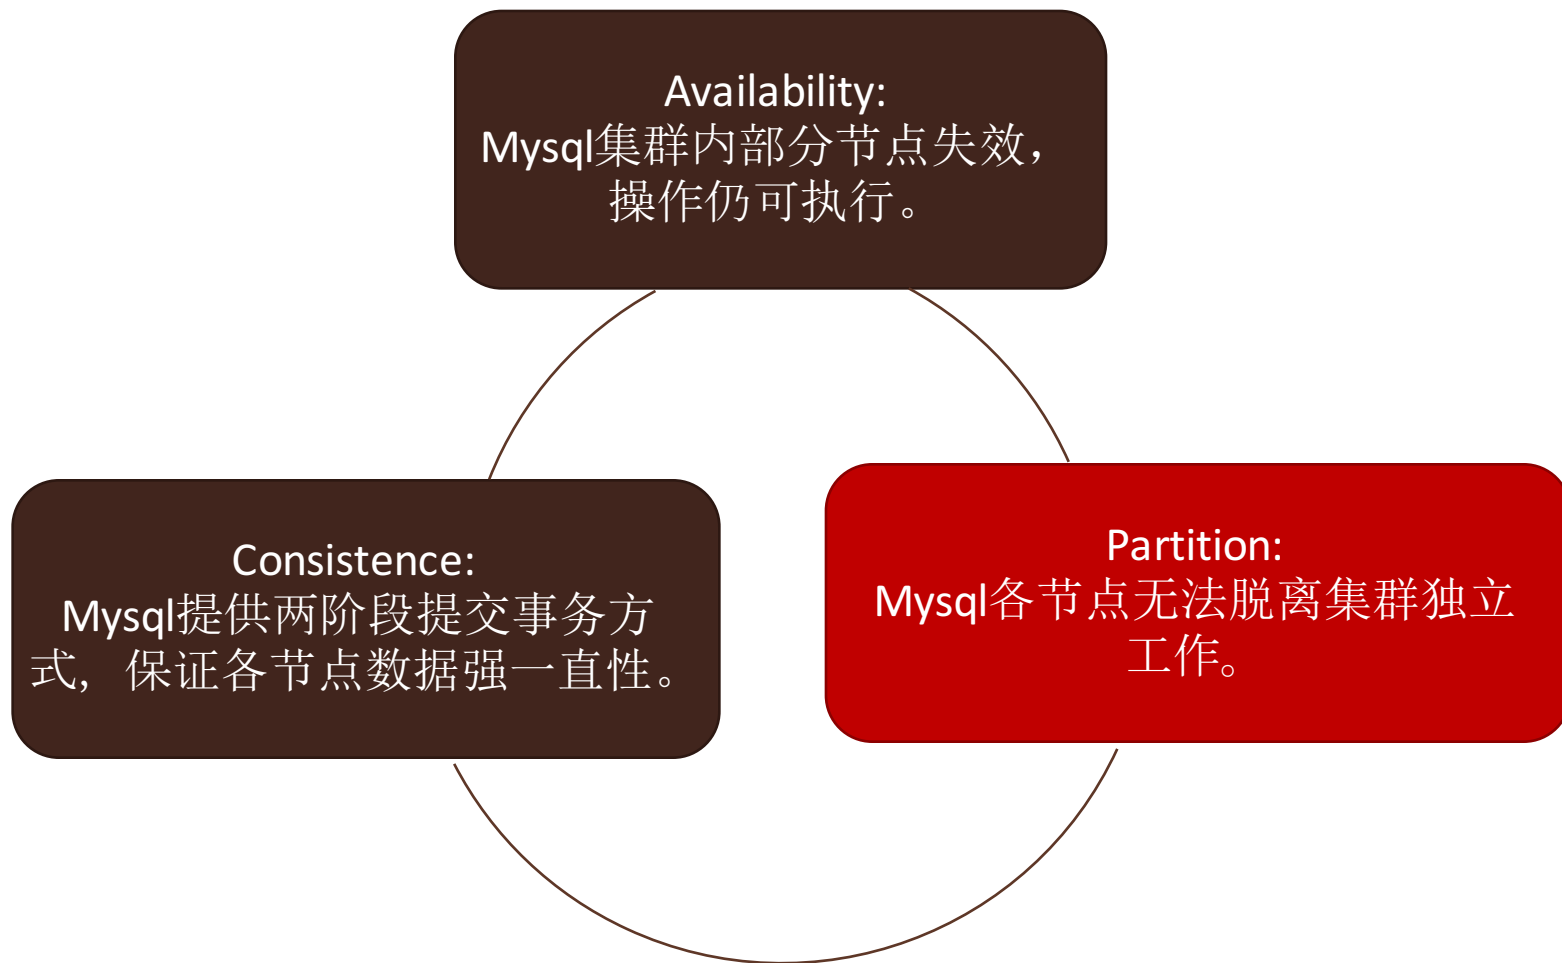 Availability:
Mysql集群内部分节点失效，
操作仍可执行。
Consistence:
Mysql提供两阶段提交事务方
式，保证各节点数据强一直性。
Partition:
Mysql各节点无法脱离集群独立
工作。